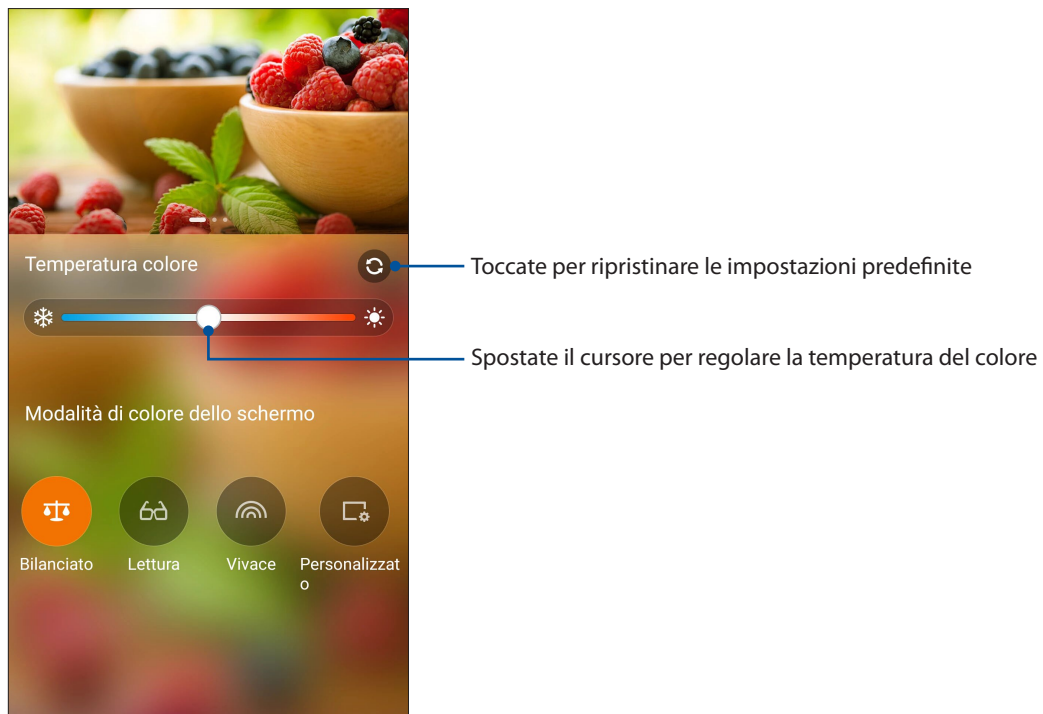 Temperatura colore
Toccate per ripristinare le impostazioni predefinite
Spostate il cursore per regolare la temperatura del colore
Modalità di colore dello schermo
Bilanciato
Lettura
Vivace
Personalizzat
o